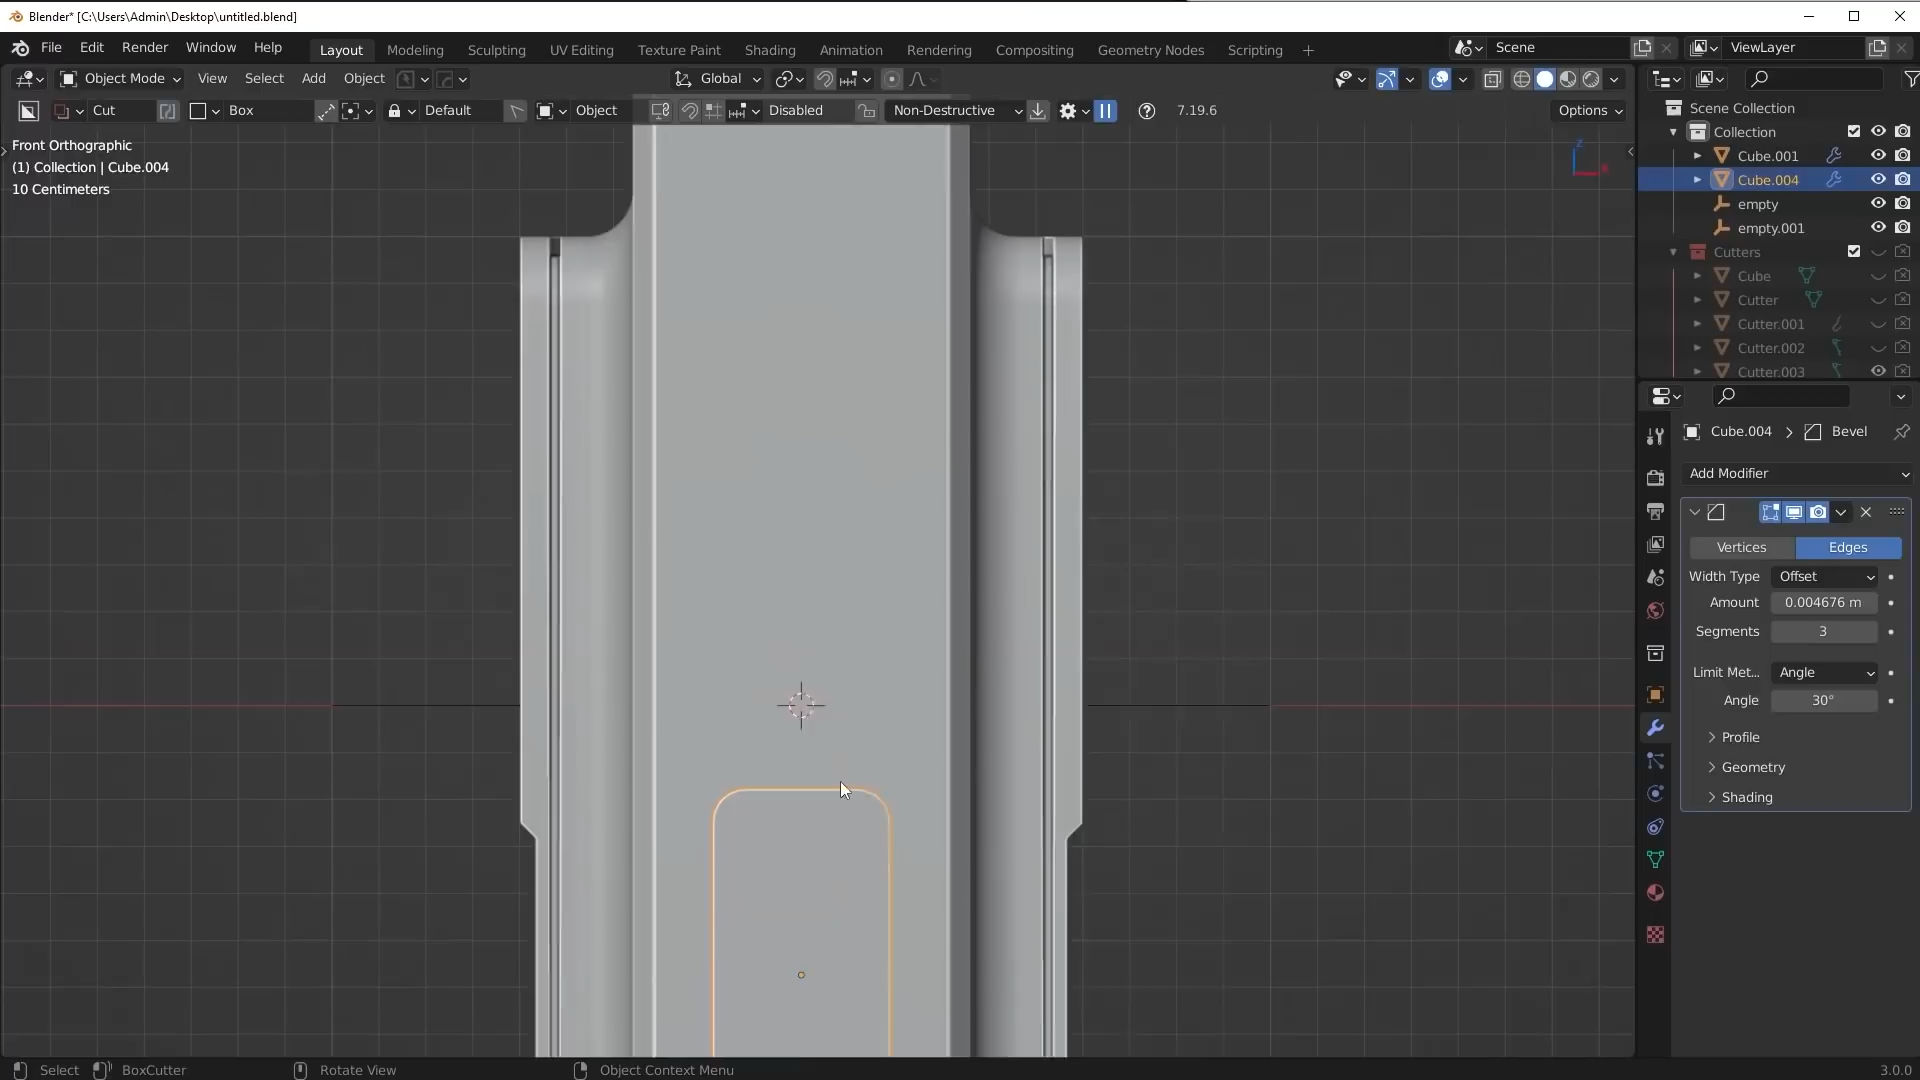 Blender* [C:\Users\Admin\Desktop\untitled.blend]
File Edit Render Window Help Layout Modeling Sculpting UV Editing Texture Paint Shading Animation Rendering Compositing Geometry Nodes Scripting + Scene ViewLayer
Object Mode View Select Add Object Global
Cut Box Default Object Disabled Non-Destructive 7.19.6 Options
Front Orthographic
(1) Collection | Cube.004
10 Centimeters
Z
Scene Collection
Collection
Cube.001
Cube.004
empty
empty.001
Cutters
Cube
Cutter
Cutter.001
Cutter.002
Cutter.003
Cube.004 > Bevel
Add Modifier
Vertices Edges
Width Type Offset
Amount 0.004676 m
Segments 3
Limit Met... Angle
Angle 30°
Profile
Geometry
Shading
Select BoxCutter Rotate View Object Context Menu 3.0.0